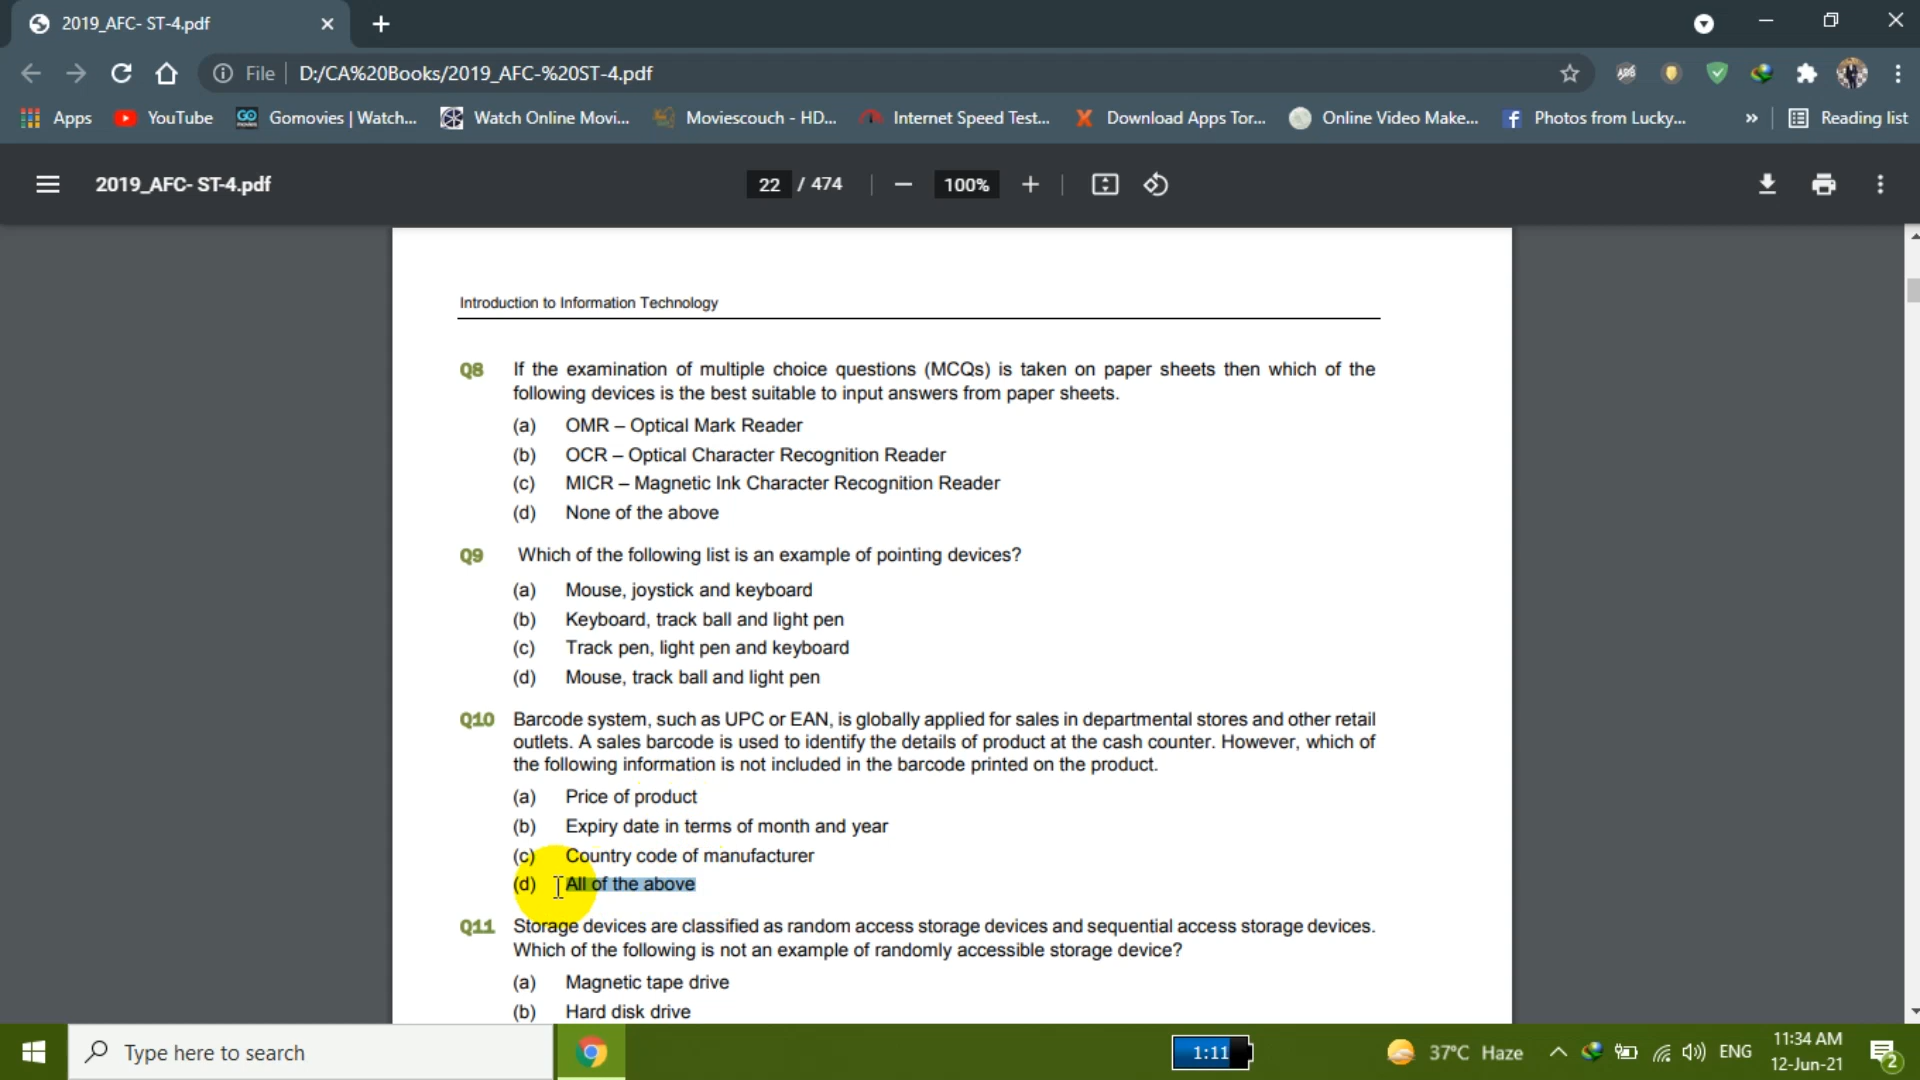 2019_AFC- ST-4.pdf
File D:/CA%20Books/2019_AFC-%20ST-4.pdf
Apps YouTube Gomovies | Watch... Watch Online Movi... Moviescouch - HD... Internet Speed Test... Download Apps Tor... Online Video Make... Photos from Lucky... » Reading list
2019_AFC- ST-4.pdf 22 / 474 100%
Introduction to Information Technology
Q8 If the examination of multiple choice questions (MCQs) is taken on paper sheets then which of the
following devices is the best suitable to input answers from paper sheets.
(a) OMR – Optical Mark Reader
(b) OCR – Optical Character Recognition Reader
(c) MICR – Magnetic Ink Character Recognition Reader
(d) None of the above
Q9 Which of the following list is an example of pointing devices?
(a) Mouse, joystick and keyboard
(b) Keyboard, track ball and light pen
(c) Track pen, light pen and keyboard
(d) Mouse, track ball and light pen
Q10 Barcode system, such as UPC or EAN, is globally applied for sales in departmental stores and other retail
outlets. A sales barcode is used to identify the details of product at the cash counter. However, which of
the following information is not included in the barcode printed on the product.
(a) Price of product
(b) Expiry date in terms of month and year
(c) Country code of manufacturer
(d) All of the above
Q11 Storage devices are classified as random access storage devices and sequential access storage devices.
Which of the following is not an example of randomly accessible storage device?
(a) Magnetic tape drive
(b) Hard disk drive
Type here to search 1:11 37°C Haze ENG 11:34 AM
12-Jun-21 2